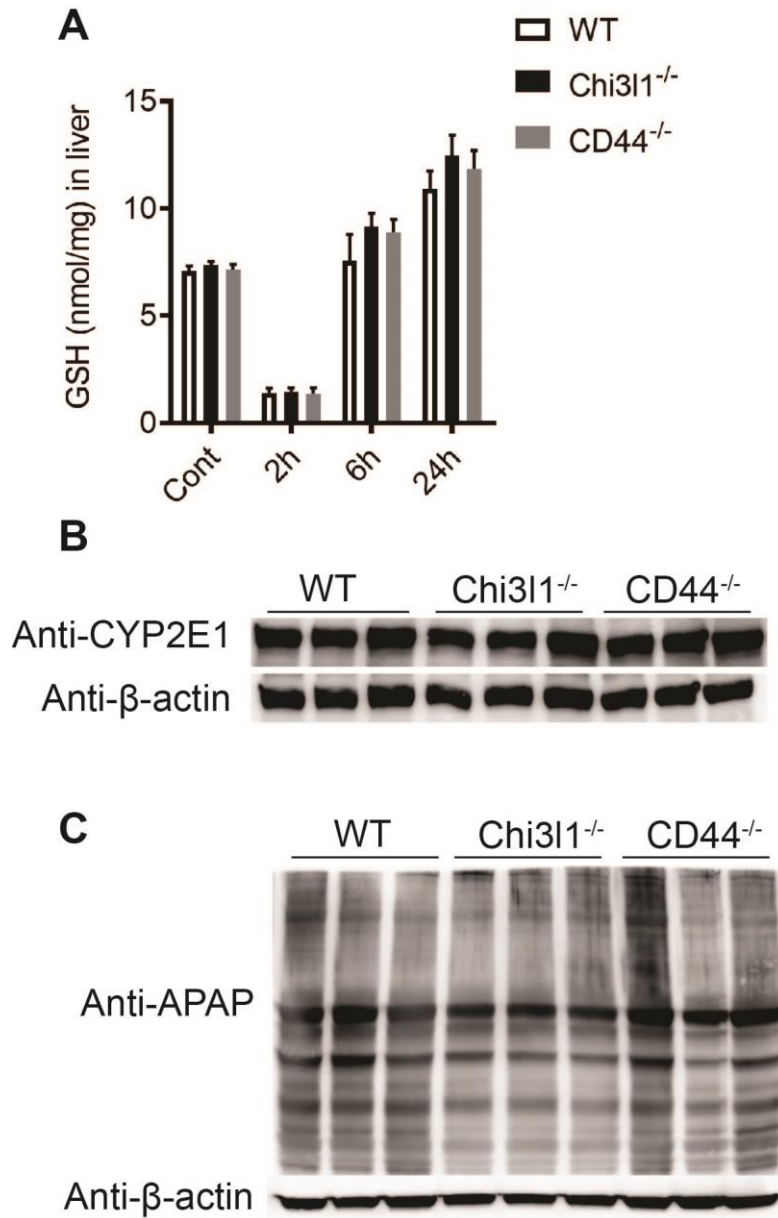 A
WT
Chi3l1-/-
CD44-/-
GSH (nmol/mg) in liver
15
10
5
0
Cont
2h
6h
24h
B
WT Chi3l1-/- CD44-/-
Anti-CYP2E1
Anti-β-actin
C
WT Chi3l1-/- CD44-/-
Anti-APAP
Anti-β-actin